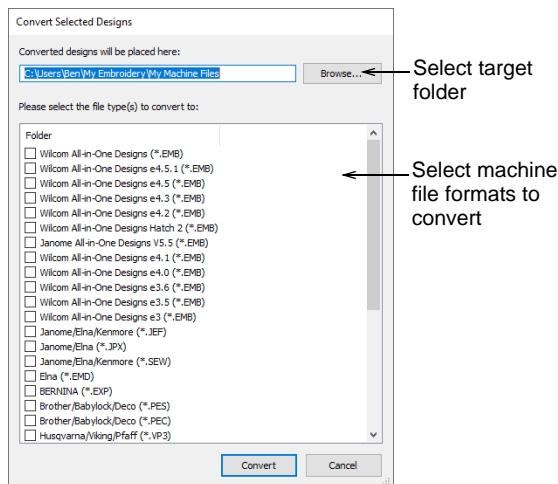 Convert Selected Designs
Converted designs will be placed here:
C:\Users\Ben\My Embroidery\My Machine Files
Browse...
Select target
folder
Please select the file type(s) to convert to:
Folder
Wilcom All-in-One Designs (*.EMB)
Wilcom All-in-One Designs e4.5.1 (*.EMB)
Wilcom All-in-One Designs e4.5 (*.EMB)
Wilcom All-in-One Designs e4.3 (*.EMB)
Wilcom All-in-One Designs e4.2 (*.EMB)
Wilcom All-in-One Designs Hatch 2 (*.EMB)
Janome All-in-One Designs V5.5 (*.EMB)
Wilcom All-in-One Designs e4.1 (*.EMB)
Wilcom All-in-One Designs e4.0 (*.EMB)
Wilcom All-in-One Designs e3.6 (*.EMB)
Wilcom All-in-One Designs e3.5 (*.EMB)
Wilcom All-in-One Designs e3 (*.EMB)
Janome/Elna/Kenmore (*.JEF)
Janome/Elna (*.JPX)
Janome/Elna/Kenmore (*.SEW)
Elna (*.EMD)
BERNINA (*.EXP)
Brother/Babylock/Deco (*.PES)
Brother/Babylock/Deco (*.PEC)
Husqvarna/Viking/Pfaff (*.VP3)
Select machine
file formats to
convert
Convert
Cancel